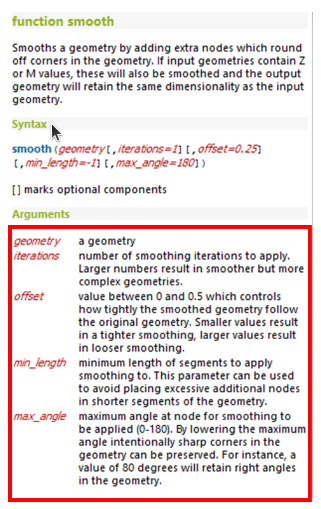 function smooth
Smooths a geometry by adding extra nodes which round
off corners in the geometry. If input geometries contain Z
or M values, these will also be smoothed and the output
geometry will retain the same dimensionality as the input
geometry.
Syntax
smooth(geometry[,iterations=1][,offset=0.25]
[,min_length=-1][,max_angle=180])
[ ] marks optional components
Arguments
geometry a geometry
iterations number of smoothing iterations to apply.
Larger numbers result in smoother but more
complex geometries.
offset value between 0 and 0.5 which controls
how tightly the smoothed geometry follow
the original geometry. Smaller values result
in a tighter smoothing, larger values result
in looser smoothing.
min_length minimum length of segments to apply
smoothing to. This parameter can be used
to avoid placing excessive additional nodes
in shorter segments of the geometry.
max_angle maximum angle at node for smoothing to
be applied (0-180). By lowering the maximum
angle intentionally sharp corners in the
geometry can be preserved. For instance, a
value of 80 degrees will retain right angles
in the geometry.